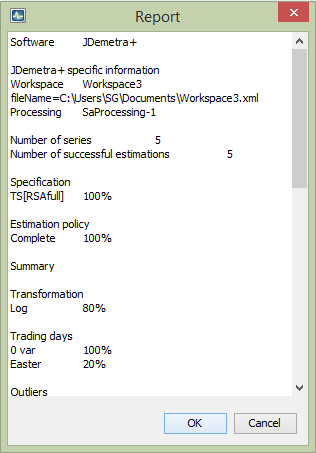 Report
Software JDemetra+
JDemetra+ specific information
Workspace Workspace3
fileName=C:\Users\SG\Documents\Workspace3.xml
Processing SaProcessing-1
Number of series 5
Number of successful estimations 5
Specification
TS[RSAfull] 100%
Estimation policy
Complete 100%
Summary
Transformation
Log 80%
Trading days
0 var 100%
Easter 20%
Outliers
OK Cancel